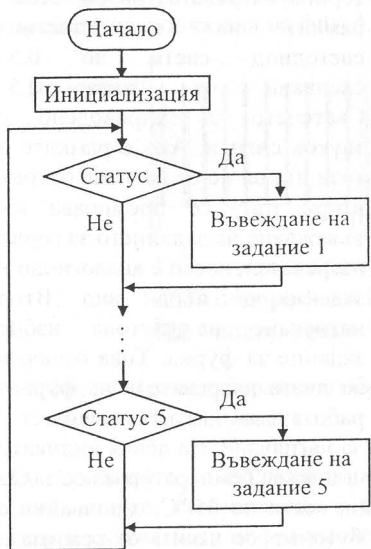 Начало
Инициализация
Статус 1
Да
Не
Въвеждане на
задание 1
Статус 5
Да
Не
Въвеждане на
задание 5